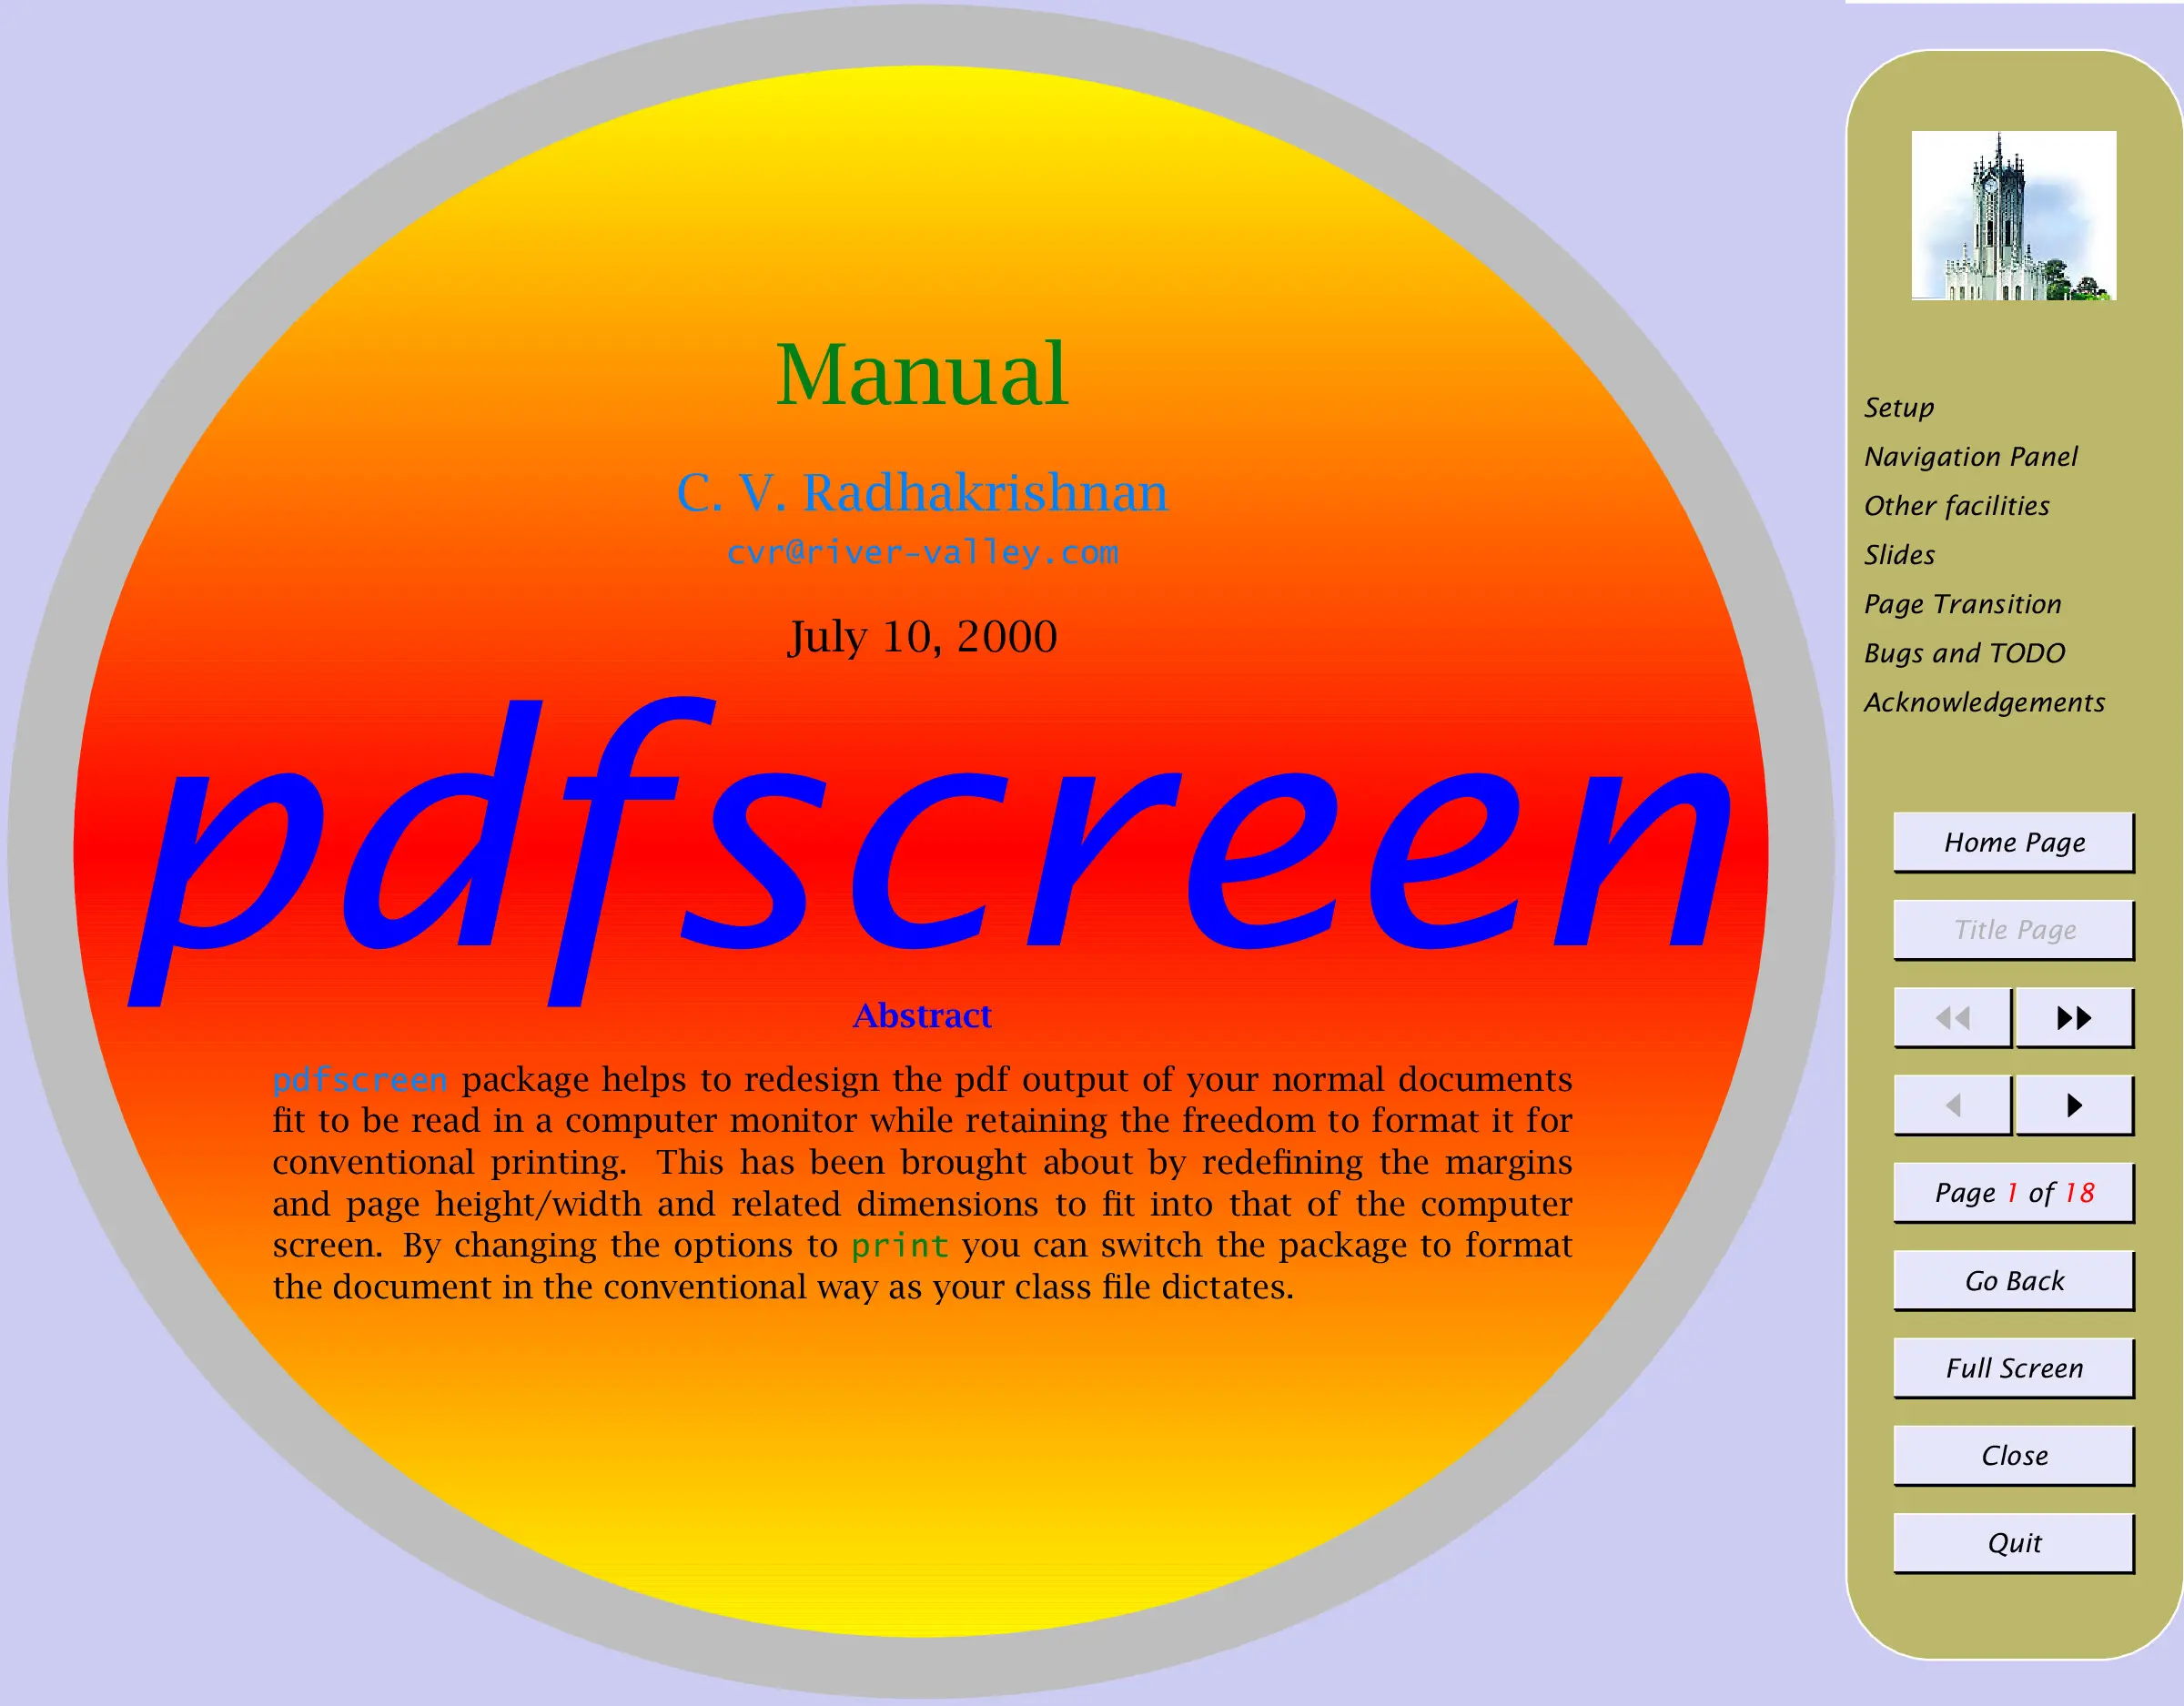 Manual
C. V. Radhakrishnan
cvr@river-valley.com
July 10, 2000
pdfscreen
Abstract
pdfscreen package helps to redesign the pdf output of your normal documents
fit to be read in a computer monitor while retaining the freedom to format it for
conventional printing. This has been brought about by redefining the margins
and page height/width and related dimensions to fit into that of the computer
screen. By changing the options to print you can switch the package to format
the document in the conventional way as your class file dictates.
Setup
Navigation Panel
Other facilities
Slides
Page Transition
Bugs and TODO
Acknowledgements
Home Page
Title Page
Page 1 of 18
Go Back
Full Screen
Close
Quit